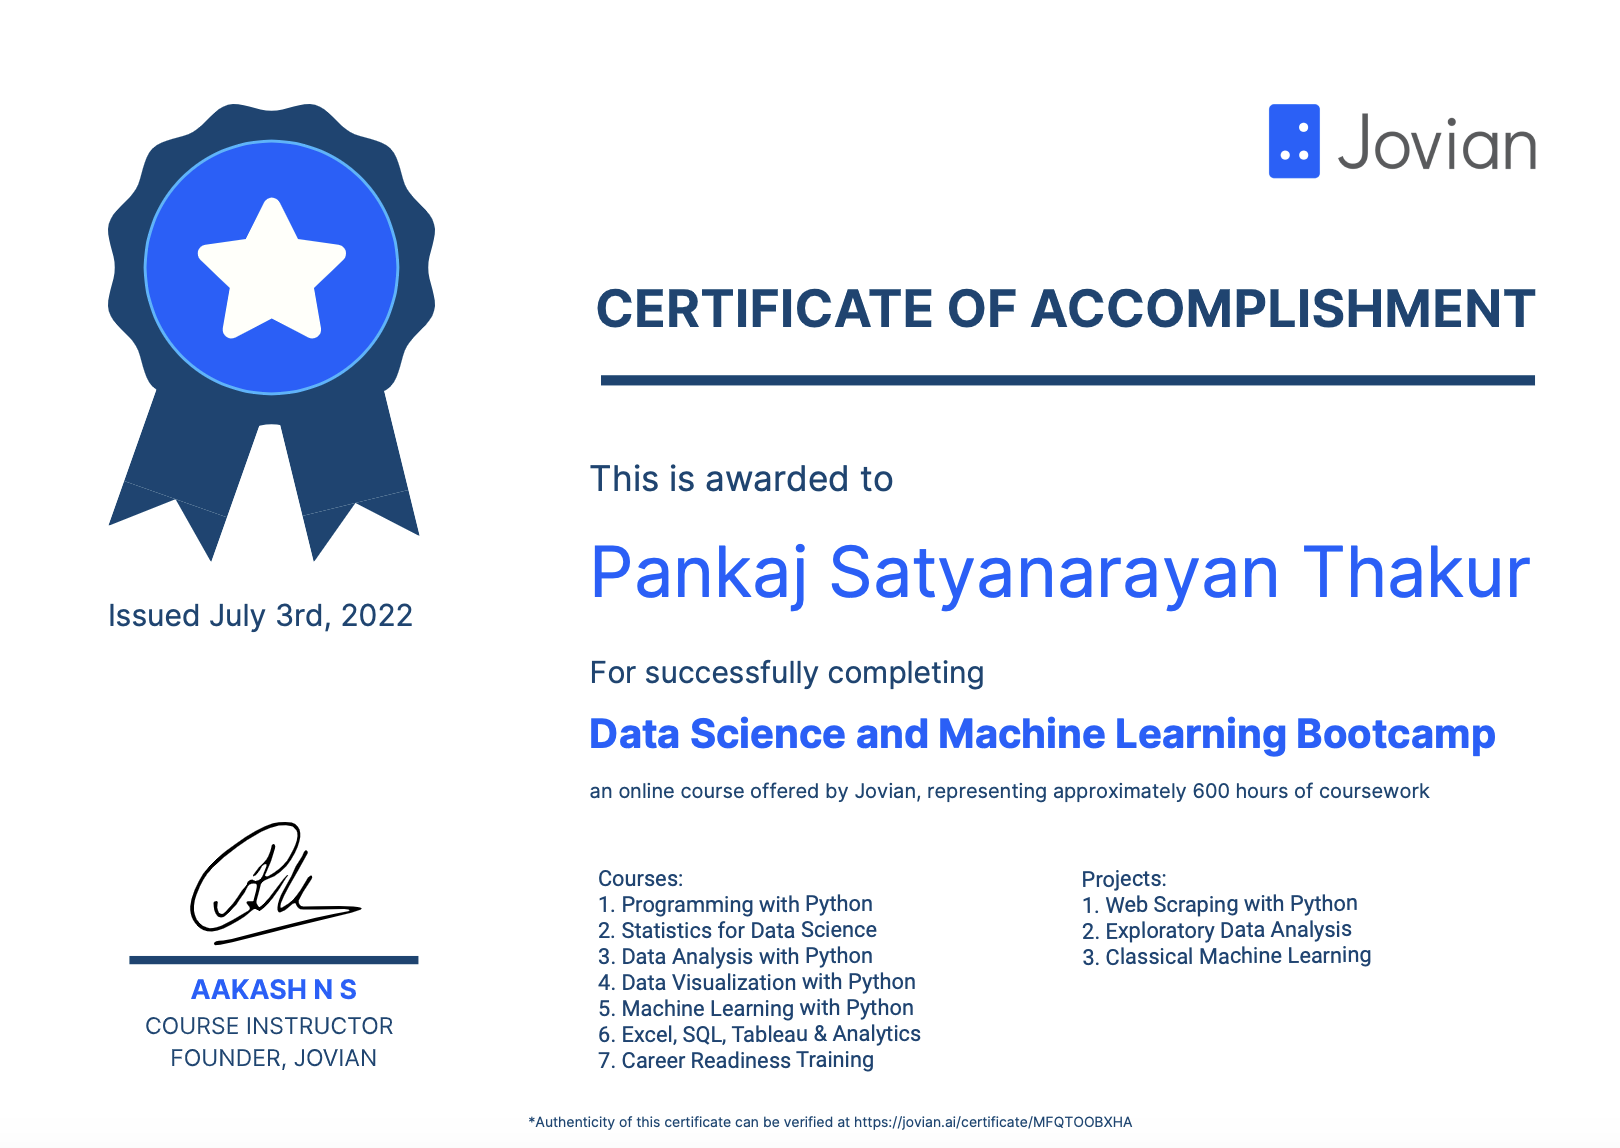 Jovian
CERTIFICATE OF ACCOMPLISHMENT
This is awarded to
Pankaj Satyanarayan Thakur
Issued July 3rd, 2022
For successfully completing
Data Science and Machine Learning Bootcamp
an online course offered by Jovian, representing approximately 600 hours of coursework
Courses:
1. Programming with Python
2. Statistics for Data Science
3. Data Analysis with Python
4. Data Visualization with Python
5. Machine Learning with Python
6. Excel, SQL, Tableau & Analytics
7. Career Readiness Training
Projects:
1. Web Scraping with Python
2. Exploratory Data Analysis
3. Classical Machine Learning
AAKASH N S
COURSE INSTRUCTOR
FOUNDER, JOVIAN
*Authenticity of this certificate can be verified at https://jovian.ai/certificate/MFQTOOBXHA